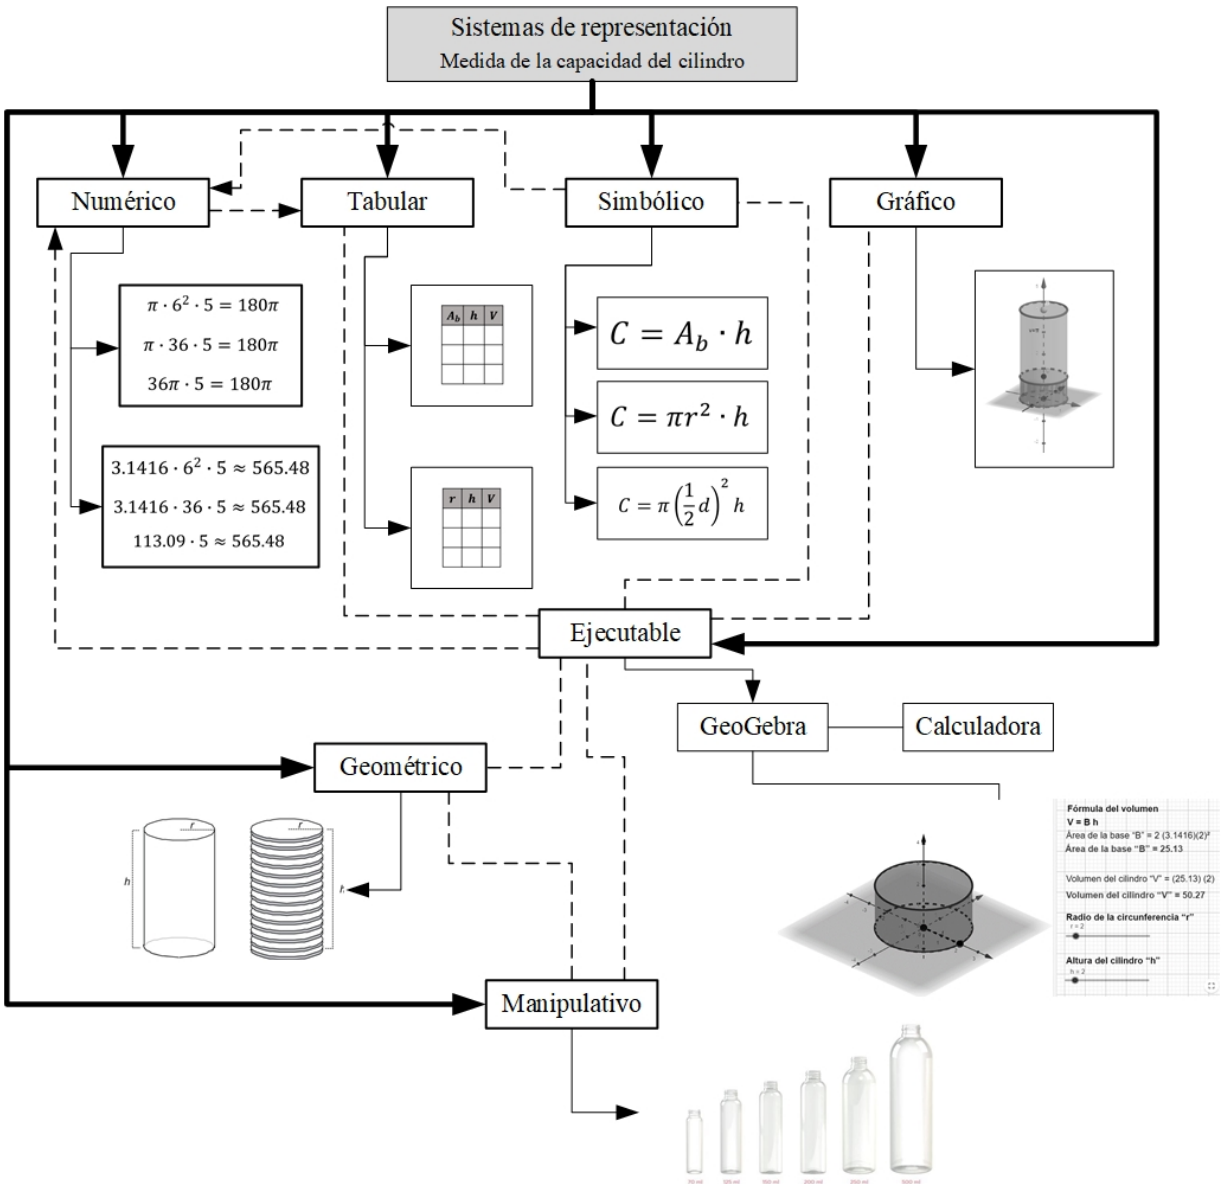 Sistemas de representación
Medida de la capacidad del cilindro
Numérico
Tabular
Simbólico
Gráfico
π · 6² · 5 = 180π
π · 36 · 5 = 180π
36π · 5 = 180π
3.1416 · 6² · 5 ≈ 565.48
3.1416 · 36 · 5 ≈ 565.48
113.09 · 5 ≈ 565.48
A_b h V
r h V
C = A_b · h
C = πr² · h
C = π(1/2 d)² h
Ejecutable
GeoGebra
Calculadora
Geométrico
r
h
r
h
Fórmula del volumen
V = B h
Área de la base "B" = 2 (3.1416)(2)²
Área de la base "B" = 25.13
Volumen del cilindro "V" = (25.13) (2)
Volumen del cilindro "V" = 50.27
Radio de la circunferencia "r"
r = 2
Altura del cilindro "h"
h = 2
Manipulativo